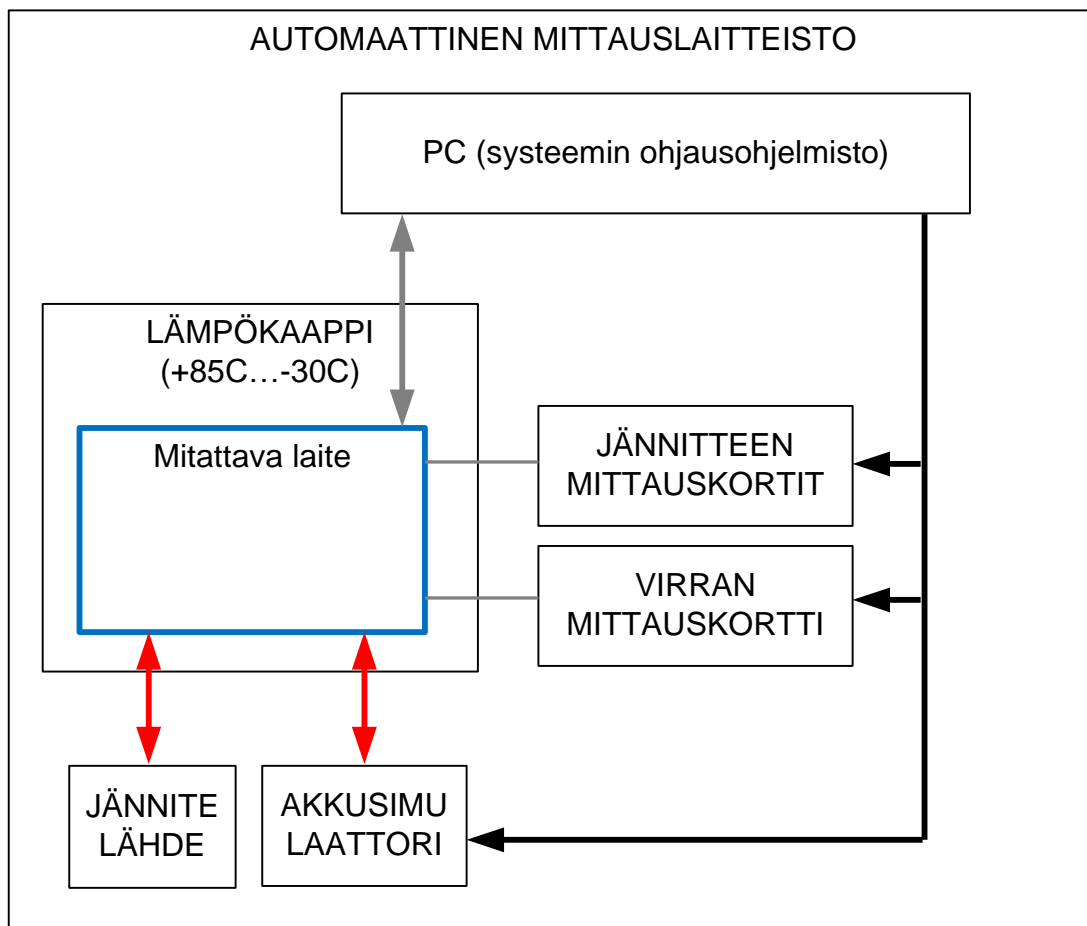 AUTOMAATTINEN MITTAUSLAITTEISTO
PC (systeemin ohjausohjelmisto)
LÄMPÖKAAPPI
(+85C…-30C)
Mitattava laite
JÄNNITTEEN
MITTAUSKORTIT
VIRRAN
MITTAUSKORTTI
JÄNNITE
LÄHDE
AKKUSIMU
LAATTORI